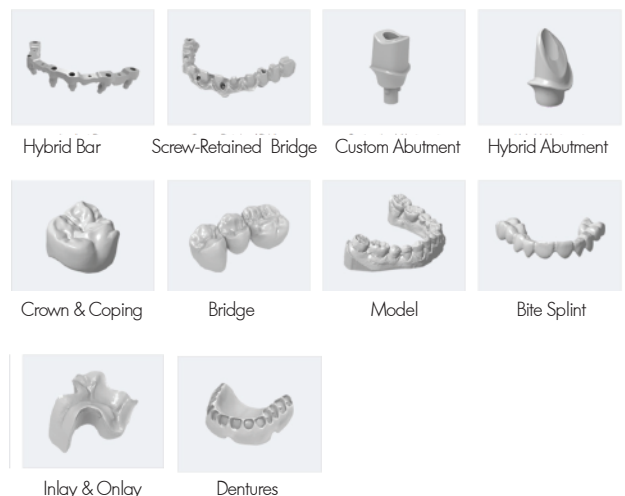 Hybrid Bar
Screw-Retained Bridge
Custom Abutment
Hybrid Abutment
Crown & Coping
Bridge
Model
Bite Splint
Inlay & Onlay
Dentures